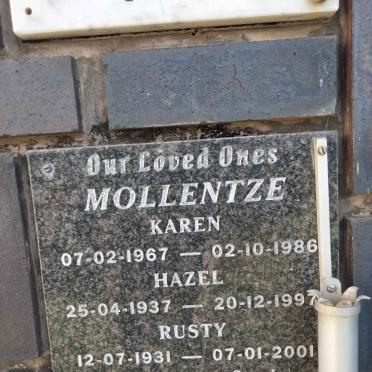 Our Loved Ones
MOLLENTZE
KAREN
07-02-1967 — 02-10-1986
HAZEL
25-04-1937 — 20-12-1997
RUSTY
12-07-1931 — 07-01-2001